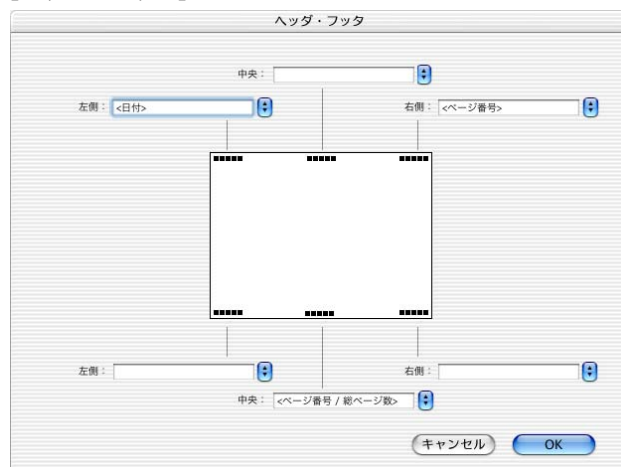 ヘッダ・フッタ
中央：
左側： <日付>
右側： <ページ番号>
左側：
右側：
中央： <ページ番号 / 総ページ数>
キャンセル OK